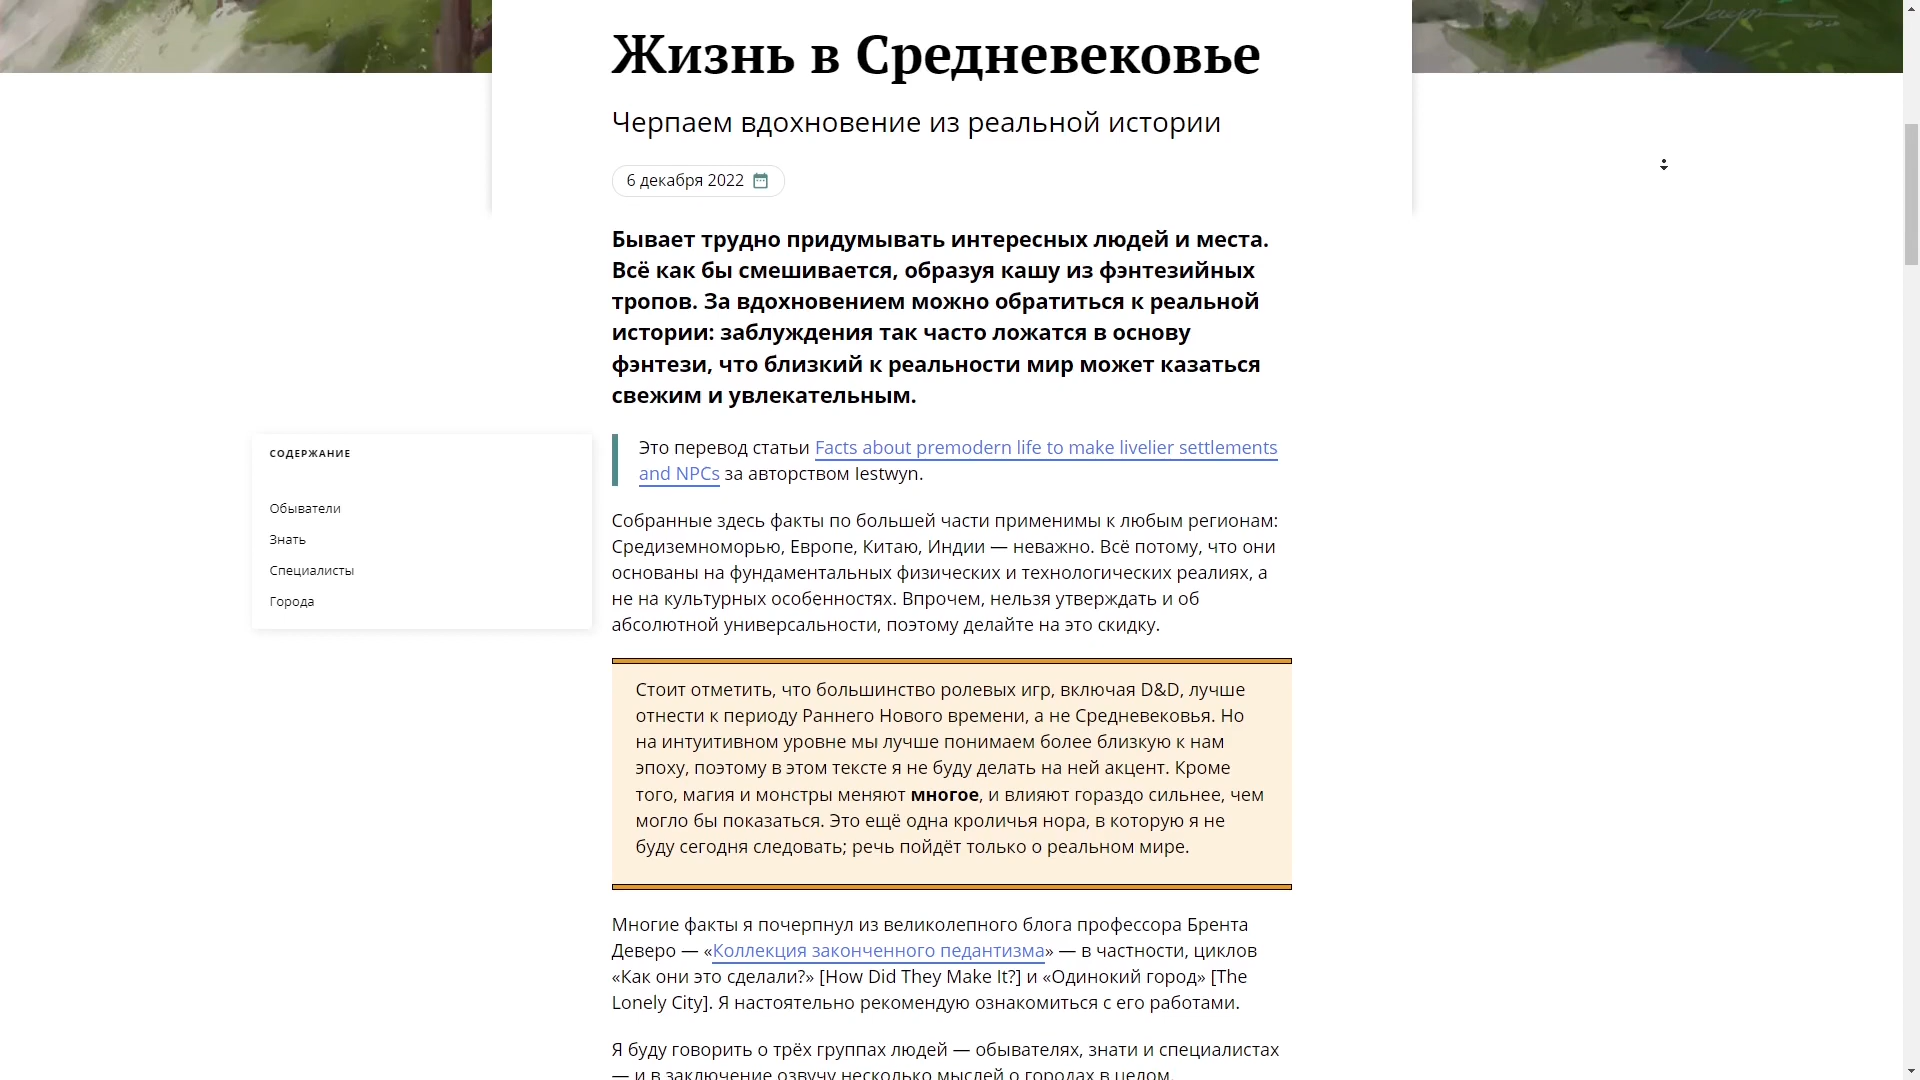 Жизнь в Средневековье
Черпаем вдохновение из реальной истории
6 декабря 2022
Бывает трудно придумывать интересных людей и места.
Всё как бы смешивается, образуя кашу из фэнтезийных
тропов. За вдохновением можно обратиться к реальной
истории: заблуждения так часто ложатся в основу
фэнтези, что близкий к реальности мир может казаться
свежим и увлекательным.
СОДЕРЖАНИЕ
Обыватели
Знать
Специалисты
Города
Это перевод статьи Facts about premodern life to make livelier settlements
and NPCs за авторством Iestwyn.
Собранные здесь факты по большей части применимы к любым регионам:
Средиземноморью, Европе, Китаю, Индии — неважно. Всё потому, что они
основаны на фундаментальных физических и технологических реалиях, а
не на культурных особенностях. Впрочем, нельзя утверждать и об
абсолютной универсальности, поэтому делайте на это скидку.
Стоит отметить, что большинство ролевых игр, включая D&D, лучше
отнести к периоду Раннего Нового времени, а не Средневековья. Но
на интуитивном уровне мы лучше понимаем более близкую к нам
эпоху, поэтому в этом тексте я не буду делать на ней акцент. Кроме
того, магия и монстры меняют многое, и влияют гораздо сильнее, чем
могло бы показаться. Это ещё одна кроличья нора, в которую я не
буду сегодня следовать; речь пойдёт только о реальном мире.
Многие факты я почерпнул из великолепного блога профессора Брента
Деверо — «Коллекция законченного педантизма» — в частности, циклов
«Как они это сделали?» [How Did They Make It?] и «Одинокий город» [The
Lonely City]. Я настоятельно рекомендую ознакомиться с его работами.
Я буду говорить о трёх группах людей — обывателях, знати и специалистах
— и в заключение озвучу несколько мыслей о городах в целом.